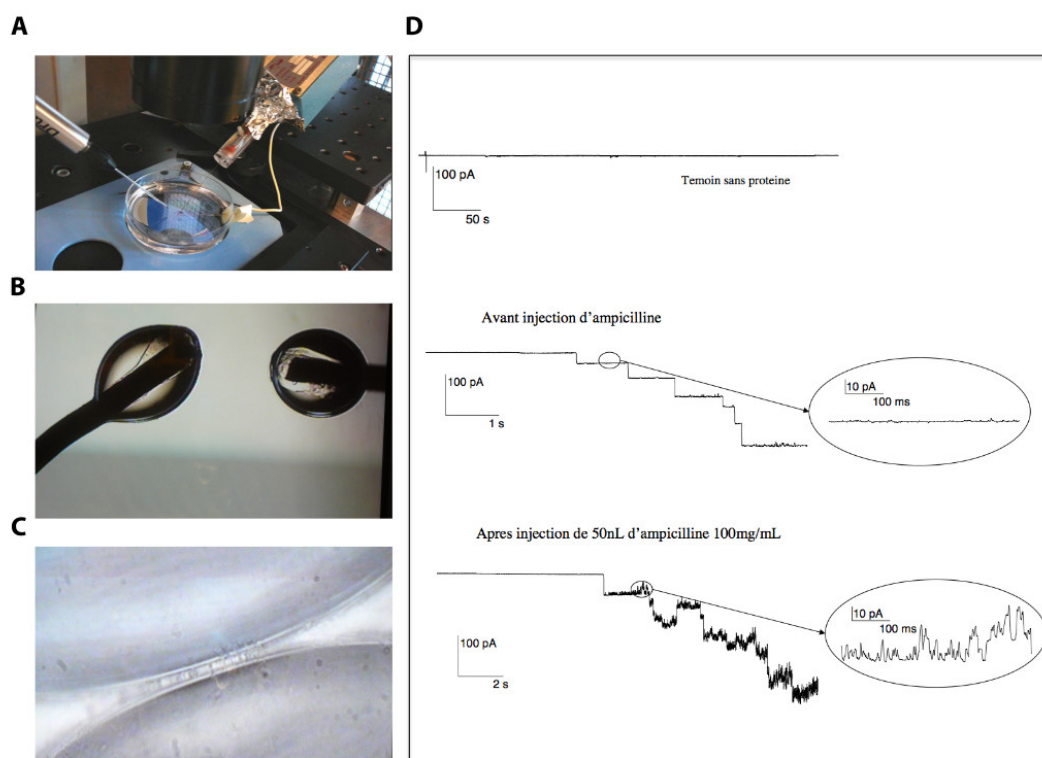 A
D
B
C
100 pA
50 s
Temoin sans proteine
Avant injection d'ampicilline
100 pA
1 s
10 pA
100 ms
Apres injection de 50nL d'ampicilline 100mg/mL
100 pA
2 s
10 pA
100 ms